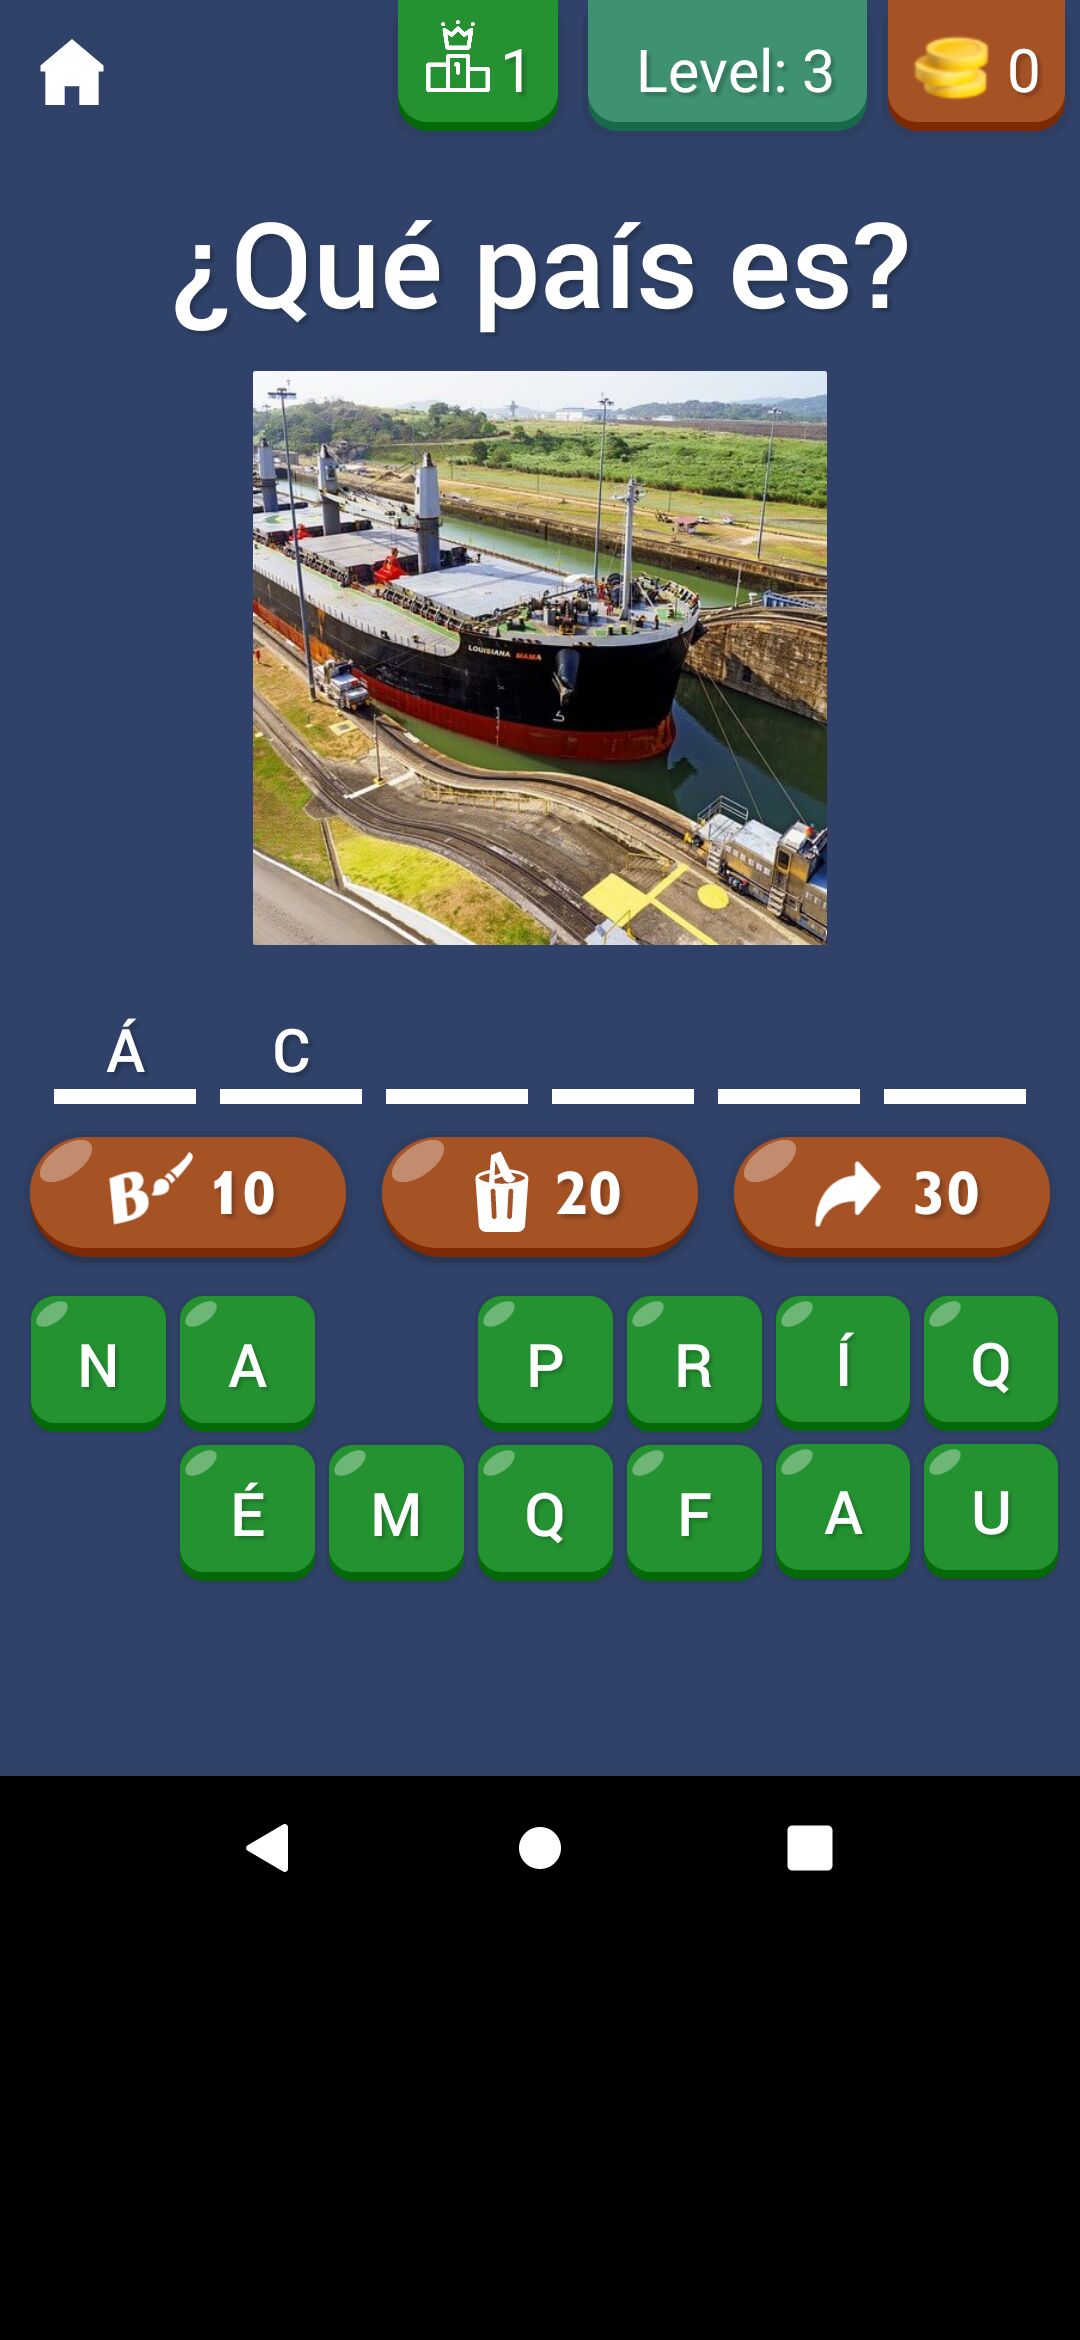 1 Level: 3 0
¿Qué país es?
LOUISIANA MAMA
Á C
B 10 20 30
N A P R Í Q
É M Q F A U